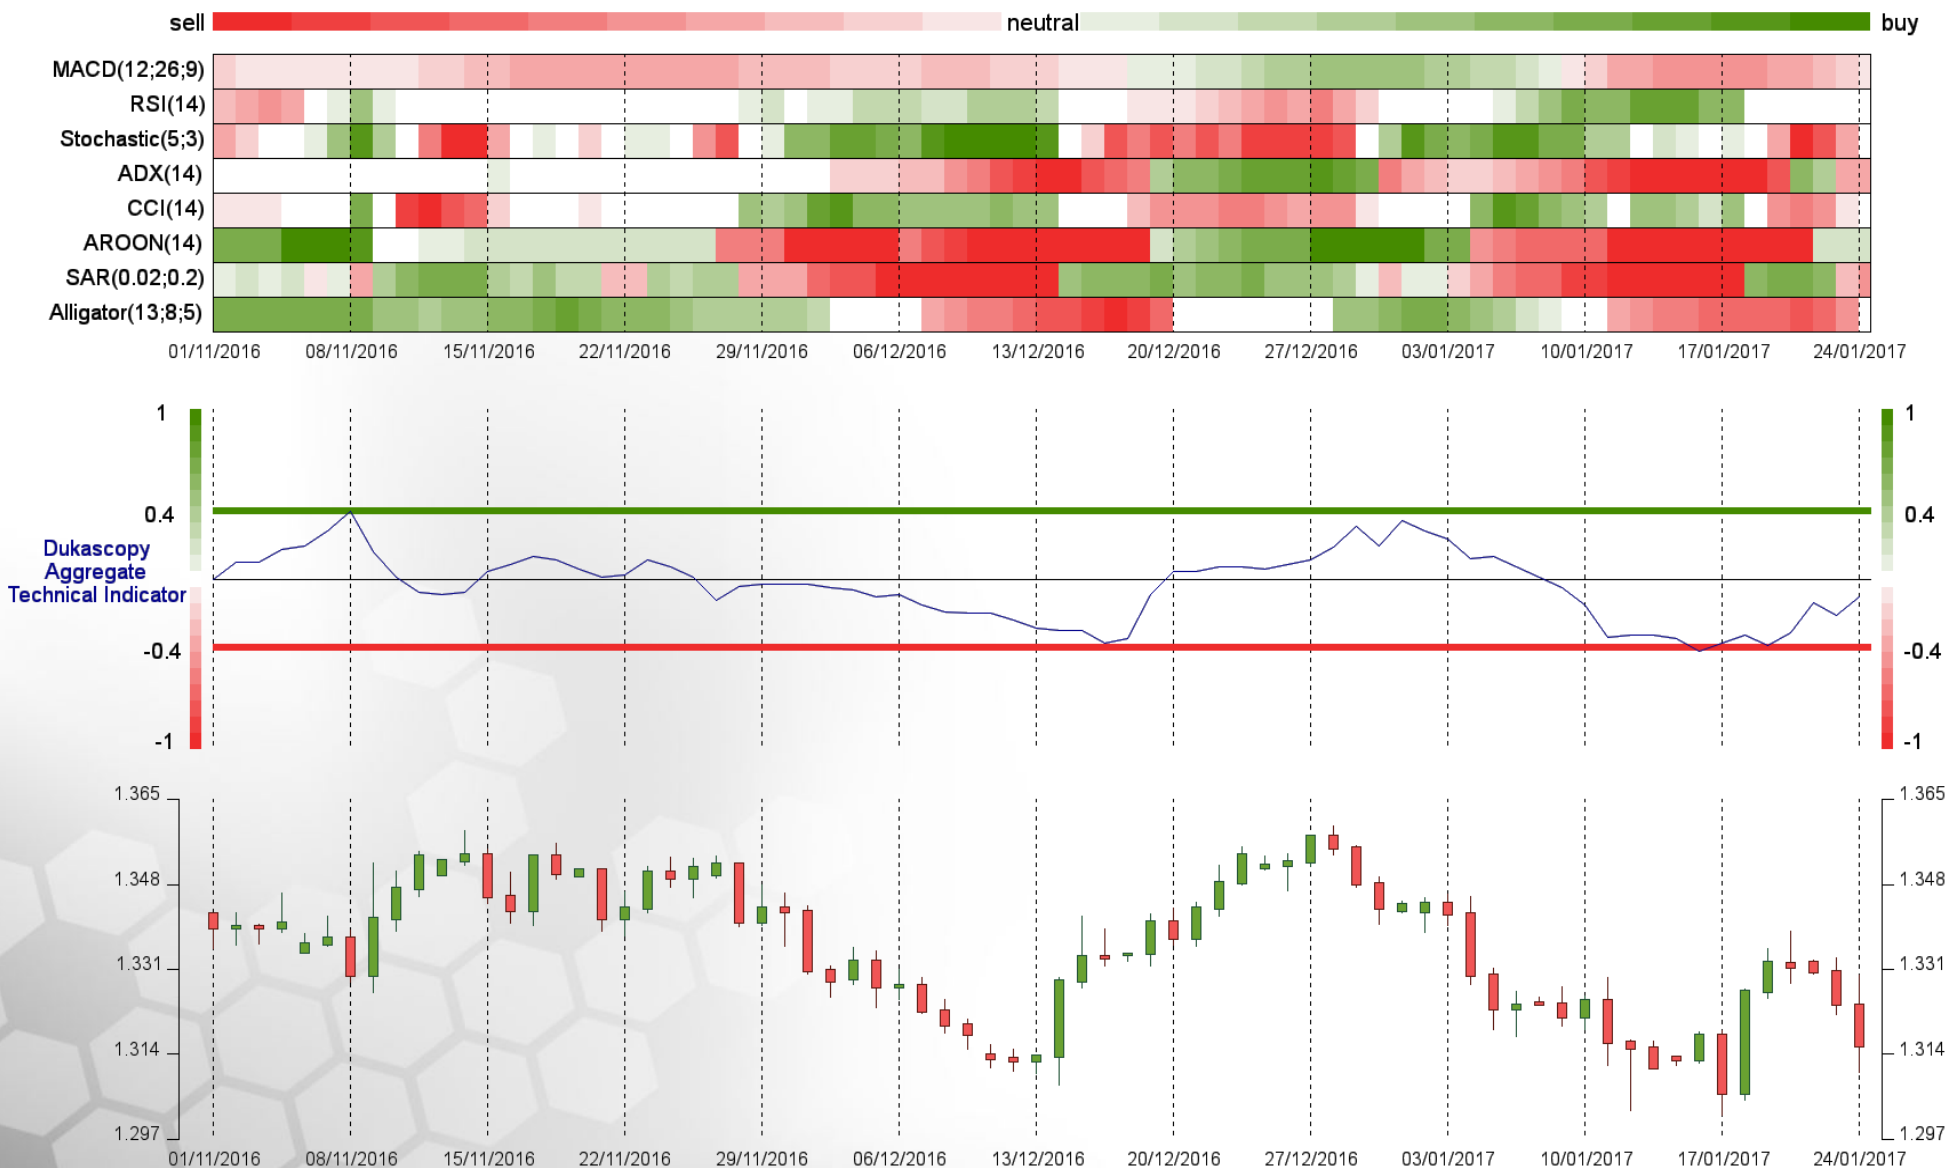 sell neutral buy
MACD(12;26;9)
RSI(14)
Stochastic(5;3)
ADX(14)
CCI(14)
AROON(14)
SAR(0.02;0.2)
Alligator(13;8;5)
01/11/2016 08/11/2016 15/11/2016 22/11/2016 29/11/2016 06/12/2016 13/12/2016 20/12/2016 27/12/2016 03/01/2017 10/01/2017 17/01/2017 24/01/2017
1 1
0.4 0.4
Dukascopy
Aggregate
Technical Indicator
-0.4 -0.4
-1 -1
1.365 1.365
1.348 1.348
1.331 1.331
1.314 1.314
1.297 1.297
01/11/2016 08/11/2016 15/11/2016 22/11/2016 29/11/2016 06/12/2016 13/12/2016 20/12/2016 27/12/2016 03/01/2017 10/01/2017 17/01/2017 24/01/2017